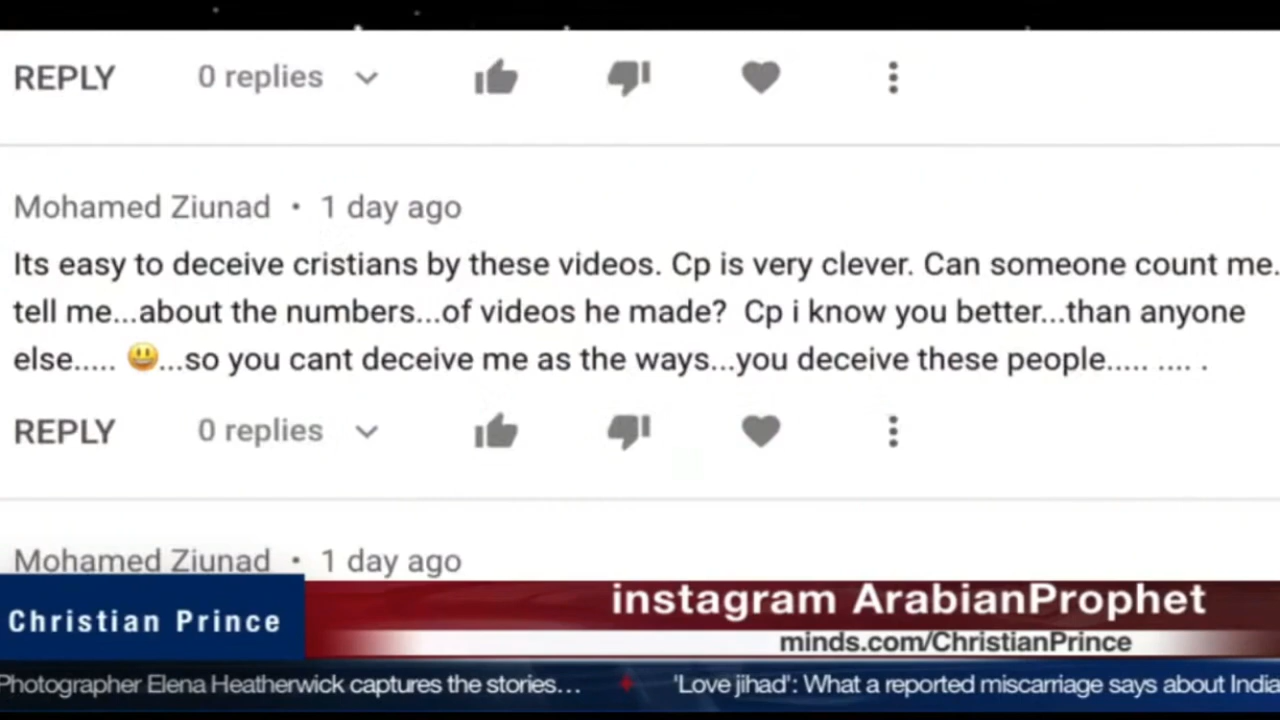 REPLY 0 replies
Mohamed Ziunad • 1 day ago
Its easy to deceive cristians by these videos. Cp is very clever. Can someone count me.
tell me...about the numbers...of videos he made? Cp i know you better...than anyone
else..... 😃...so you cant deceive me as the ways...you deceive these people..... .... .
REPLY 0 replies
Mohamed Ziunad • 1 day ago
Christian Prince
instagram ArabianProphet
minds.com/ChristianPrince
Photographer Elena Heatherwick captures the stories... 'Love jihad': What a reported miscarriage says about India